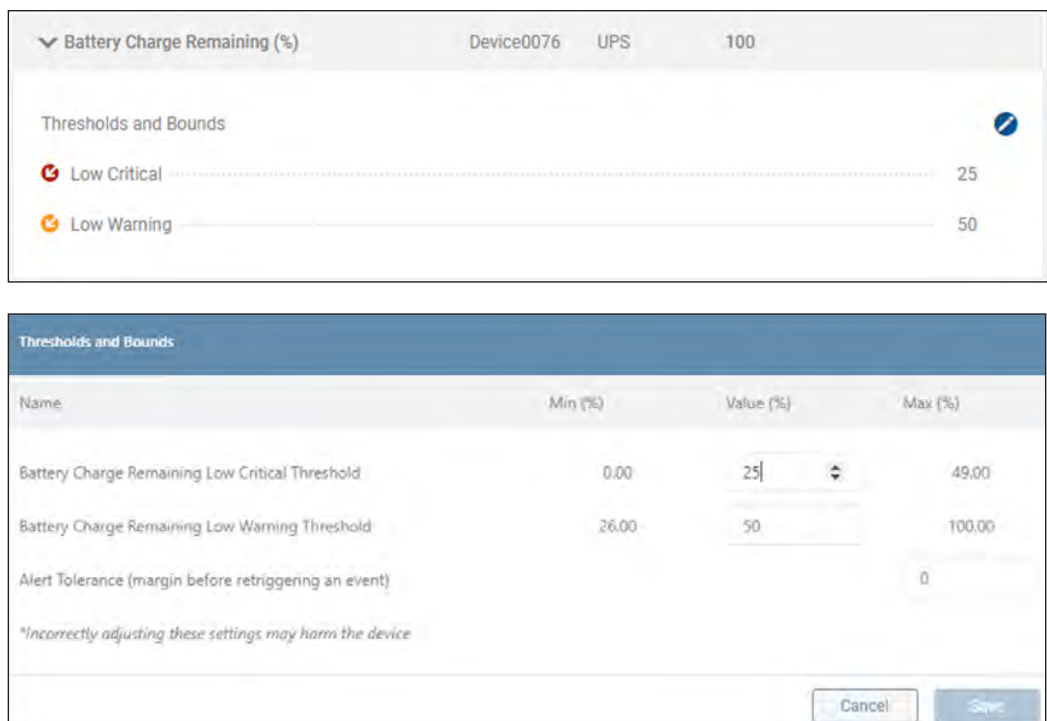 Battery Charge Remaining (%) Device0076 UPS 100
Thresholds and Bounds
Low Critical 25
Low Warning 50
Thresholds and Bounds
Name Min (%) Value (%) Max (%)
Battery Charge Remaining Low Critical Threshold 0.00 25 49.00
Battery Charge Remaining Low Warning Threshold 26.00 50 100.00
Alert Tolerance (margin before retriggering an event) 0
*Incorrectly adjusting these settings may harm the device
Cancel Save